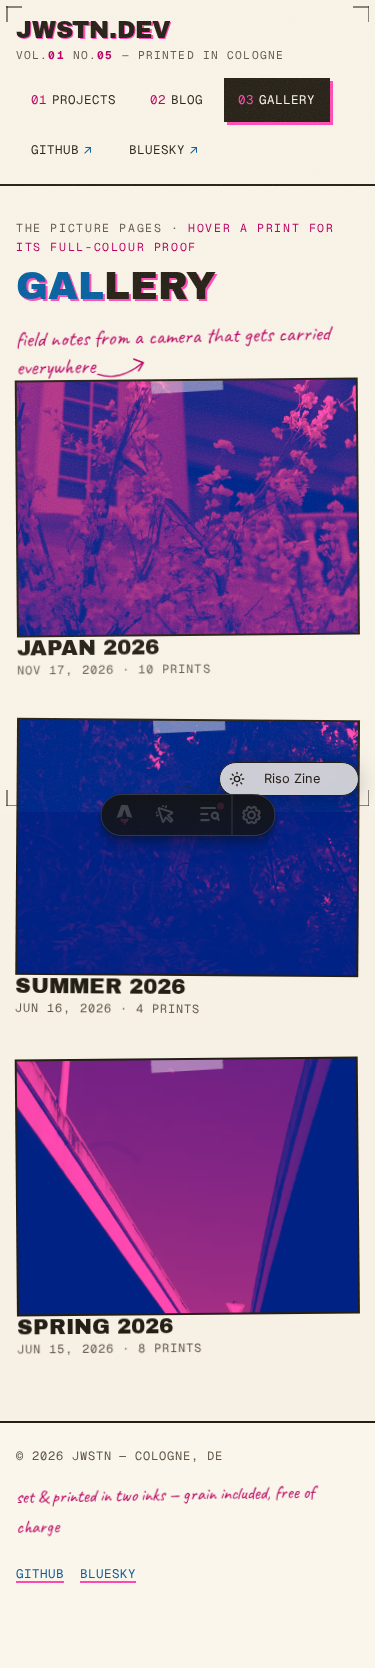 JWSTN.DEV
VOL.01 NO.05 — PRINTED IN COLOGNE
01 PROJECTS 02 BLOG 03 GALLERY
GITHUB ↗ BLUESKY ↗
THE PICTURE PAGES · HOVER A PRINT FOR
ITS FULL-COLOUR PROOF
GALLERY
field notes from a camera that gets carried
everywhere
JAPAN 2026
NOV 17, 2026 · 10 PRINTS
Riso Zine
SUMMER 2026
JUN 16, 2026 · 4 PRINTS
SPRING 2026
JUN 15, 2026 · 8 PRINTS
© 2026 JWSTN — COLOGNE, DE
set & printed in two inks — grain included, free of
charge
GITHUB BLUESKY